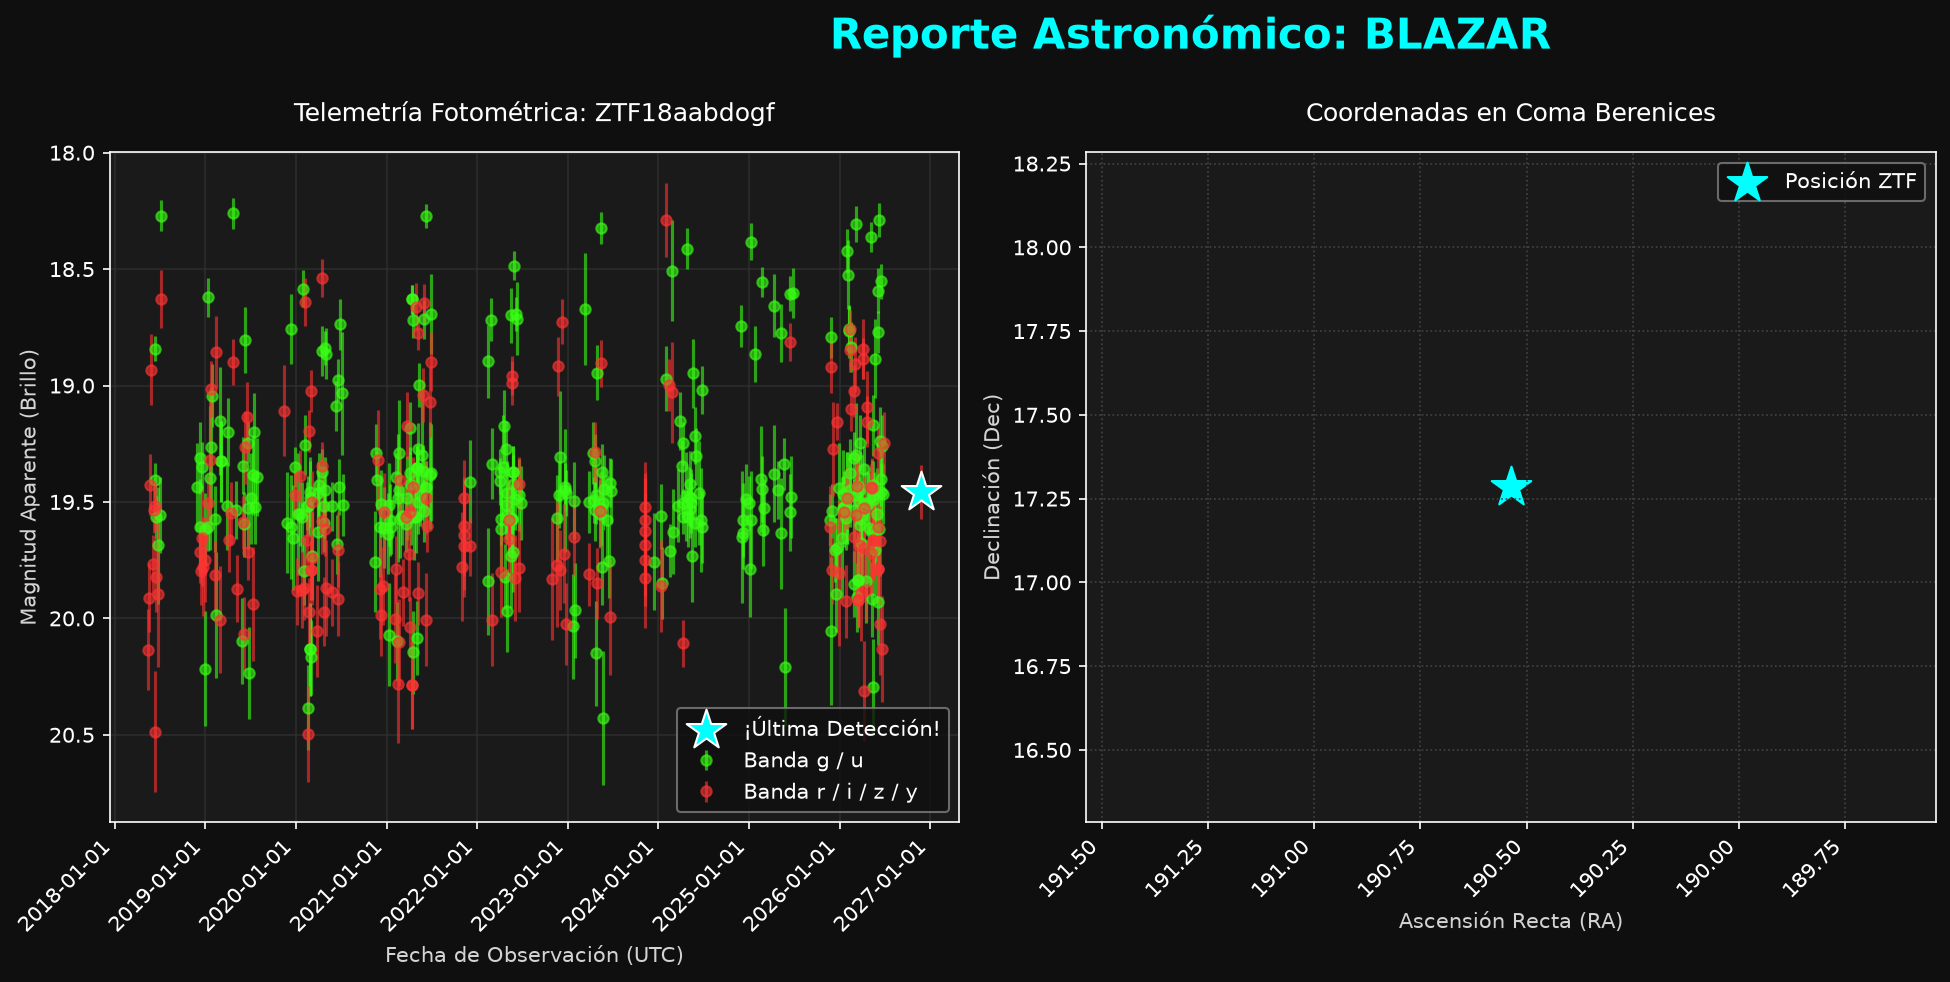 Reporte Astronómico: BLAZAR
Telemetría Fotométrica: ZTF18aabdogf
Magnitud Aparente (Brillo)
18.0
18.5
19.0
19.5
20.0
20.5
¡Última Detección!
Banda g / u
Banda r / i / z / y
2018-01-01
2019-01-01
2020-01-01
2021-01-01
2022-01-01
2023-01-01
2024-01-01
2025-01-01
2026-01-01
2027-01-01
Fecha de Observación (UTC)
Coordenadas en Coma Berenices
Declinación (Dec)
18.25
18.00
17.75
17.50
17.25
17.00
16.75
16.50
Posición ZTF
191.50
191.25
191.00
190.75
190.50
190.25
190.00
189.75
Ascensión Recta (RA)